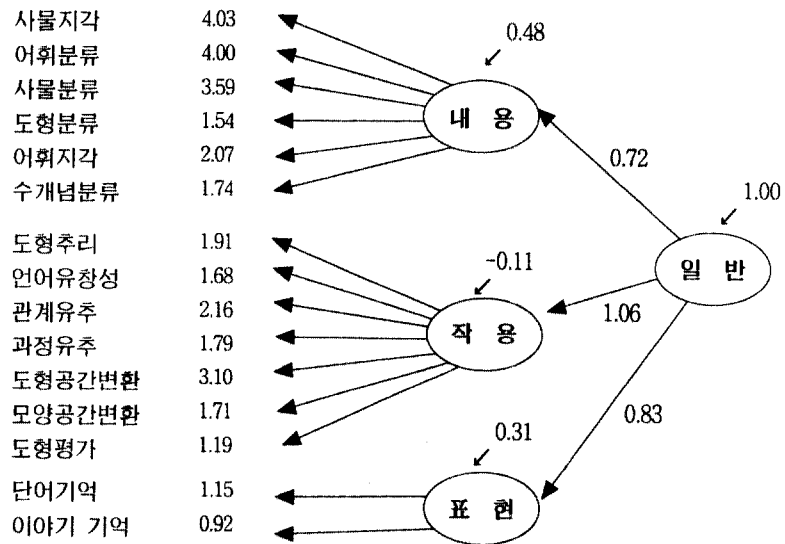 사물지각 4.03
어휘분류 4.00
사물분류 3.59
도형분류 1.54
어휘지각 2.07
수개념분류 1.74
0.48
내 용
0.72
1.00
일 반
도형추리 1.91
언어유창성 1.68
관계유추 2.16
과정유추 1.79
도형공간변환 3.10
모양공간변환 1.71
도형평가 1.19
-0.11
작 용
1.06
0.83
단어기억 1.15
이야기 기억 0.92
0.31
표 현